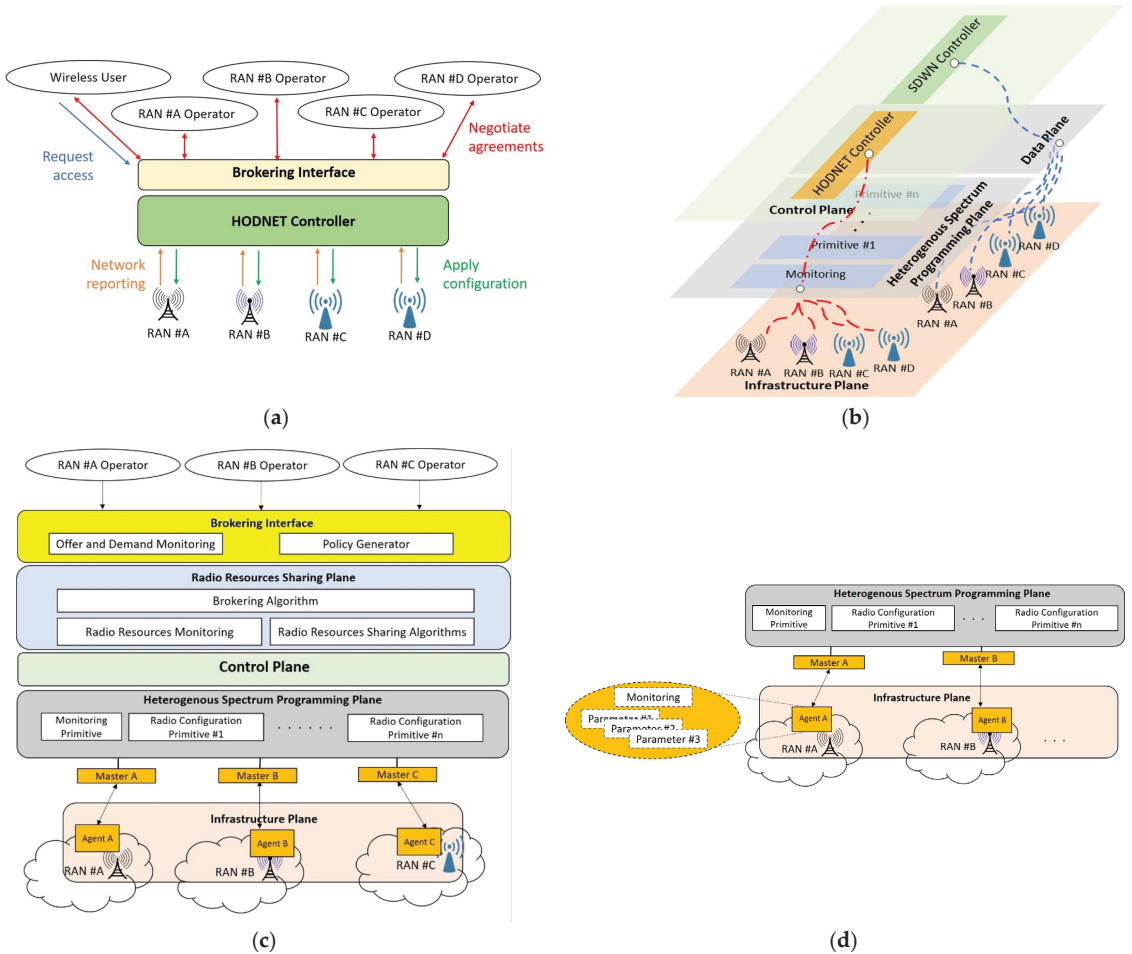 Wireless User
RAN #B Operator
RAN #D Operator
RAN #A Operator
RAN #C Operator
Request
access
Negotiate
agreements
Brokering Interface
HODNET Controller
Network
reporting
Apply
configuration
RAN #A
RAN #B
RAN #C
RAN #D
(a)
SDWN Controller
HODNET Controller
Data Plane
Primitive #n
Control Plane
Primitive #1
Monitoring
Heterogenous Spectrum
Programming Plane
RAN #D
RAN #C
RAN #B
RAN #A
RAN #A
RAN #B
RAN #C
RAN #D
Infrastructure Plane
(b)
RAN #A Operator
RAN #B Operator
RAN #C Operator
Brokering Interface
Offer and Demand Monitoring
Policy Generator
Radio Resources Sharing Plane
Brokering Algorithm
Radio Resources Monitoring
Radio Resources Sharing Algorithms
Control Plane
Heterogenous Spectrum Programming Plane
Monitoring
Primitive
Radio Configuration
Primitive #1
. . . . . .
Radio Configuration
Primitive #n
Master A
Master B
Master C
Infrastructure Plane
Agent A
Agent B
Agent C
RAN #A
RAN #B
RAN #C
(c)
Heterogenous Spectrum Programming Plane
Monitoring
Primitive
Radio Configuration
Primitive #1
. . .
Radio Configuration
Primitive #n
Master A
Master B
Infrastructure Plane
Monitoring
Parameter #1
Parameter #2
Parameter #3
Agent A
Agent B
RAN #A
RAN #B
. . .
(d)